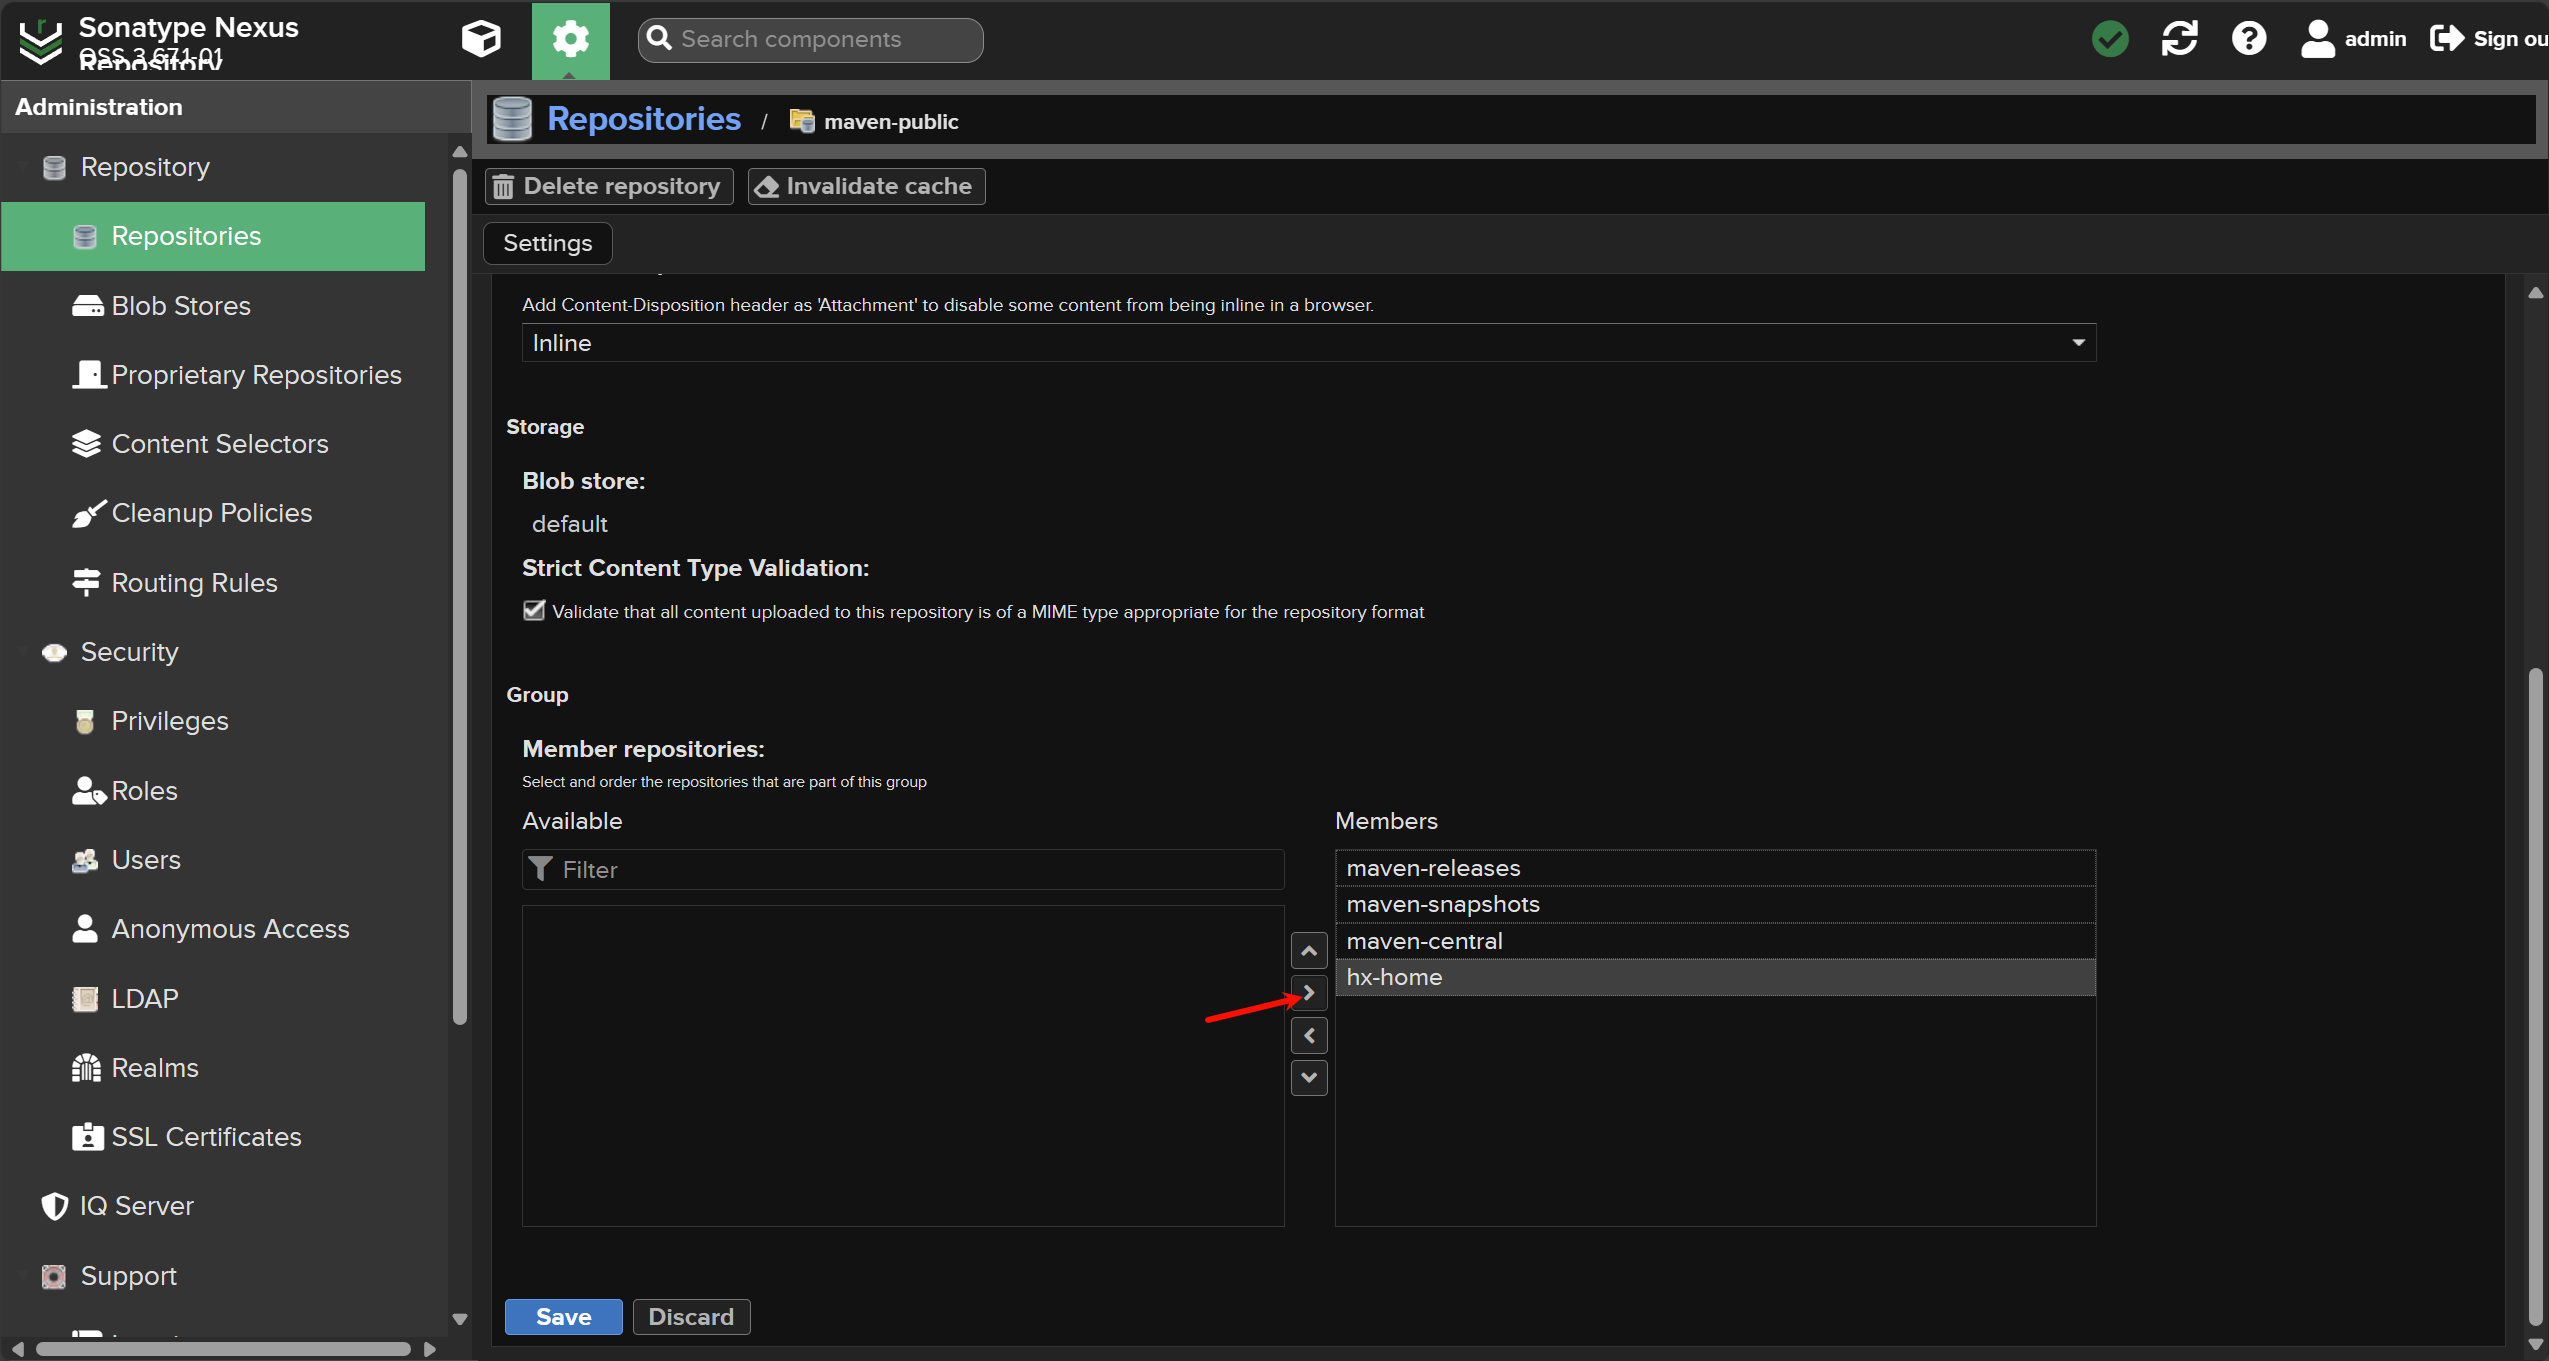 Sonatype Nexus
Repository
OSS 3.67.1-01
Search components
admin
Sign ou
Administration
Repository
Repositories
Blob Stores
Proprietary Repositories
Content Selectors
Cleanup Policies
Routing Rules
Security
Privileges
Roles
Users
Anonymous Access
LDAP
Realms
SSL Certificates
IQ Server
Support
Repositories / maven-public
Delete repository
Invalidate cache
Settings
Add Content-Disposition header as 'Attachment' to disable some content from being inline in a browser.
Inline
Storage
Blob store:
default
Strict Content Type Validation:
Validate that all content uploaded to this repository is of a MIME type appropriate for the repository format
Group
Member repositories:
Select and order the repositories that are part of this group
Available
Filter
Members
maven-releases
maven-snapshots
maven-central
hx-home
Save
Discard